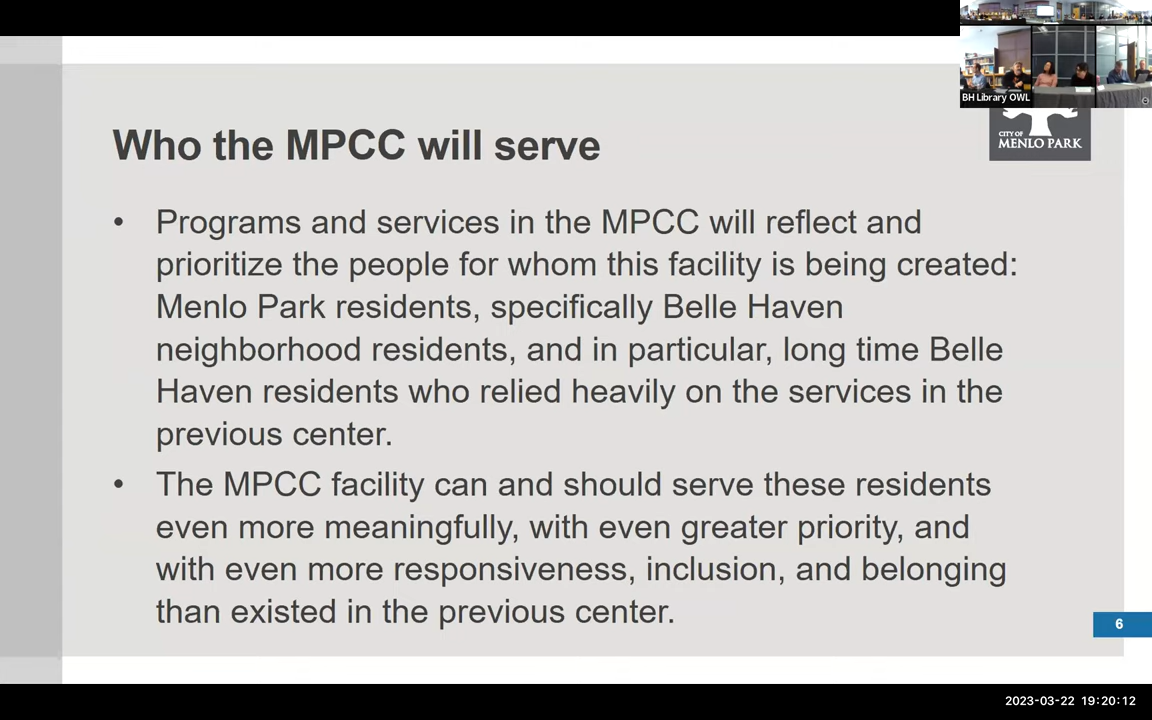 BH Library OWL
CITY OF
MENLO PARK
Who the MPCC will serve
• Programs and services in the MPCC will reflect and
prioritize the people for whom this facility is being created:
Menlo Park residents, specifically Belle Haven
neighborhood residents, and in particular, long time Belle
Haven residents who relied heavily on the services in the
previous center.
• The MPCC facility can and should serve these residents
even more meaningfully, with even greater priority, and
with even more responsiveness, inclusion, and belonging
than existed in the previous center.
6
2023-03-22 19:20:12